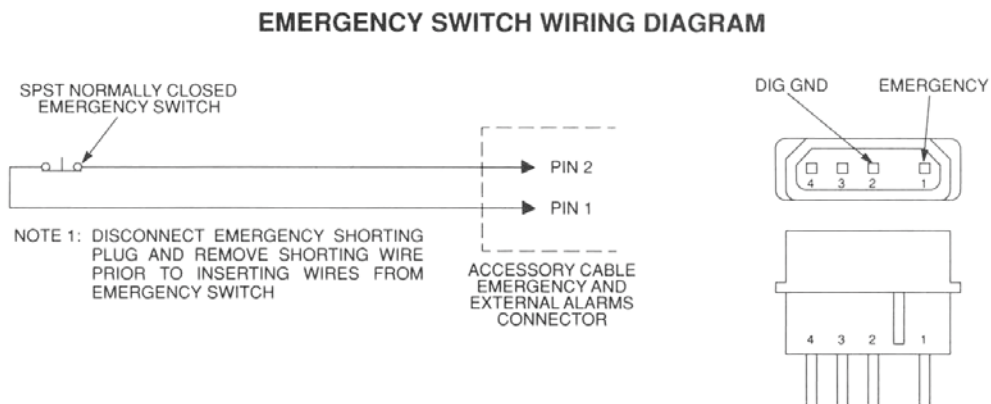 EMERGENCY SWITCH WIRING DIAGRAM
SPST NORMALLY CLOSED
EMERGENCY SWITCH
PIN 2
PIN 1
NOTE 1: DISCONNECT EMERGENCY SHORTING
PLUG AND REMOVE SHORTING WIRE
PRIOR TO INSERTING WIRES FROM
EMERGENCY SWITCH
ACCESSORY CABLE
EMERGENCY AND
EXTERNAL ALARMS
CONNECTOR
DIG GND
EMERGENCY
4 3 2 1
4 3 2 1